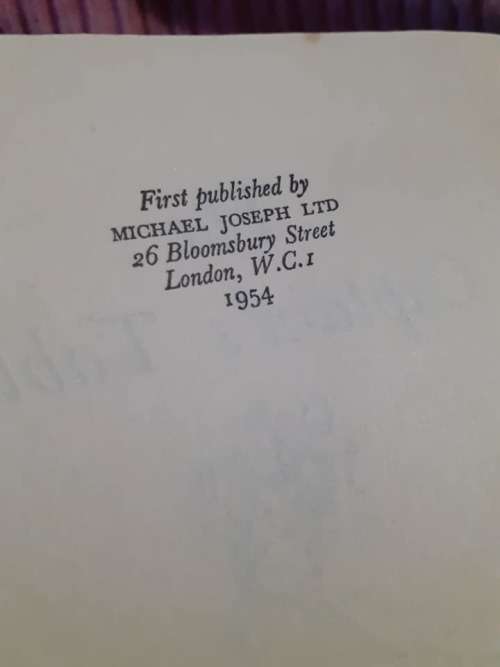 First published by
MICHAEL JOSEPH LTD
26 Bloomsbury Street
London, W.C.1
1954